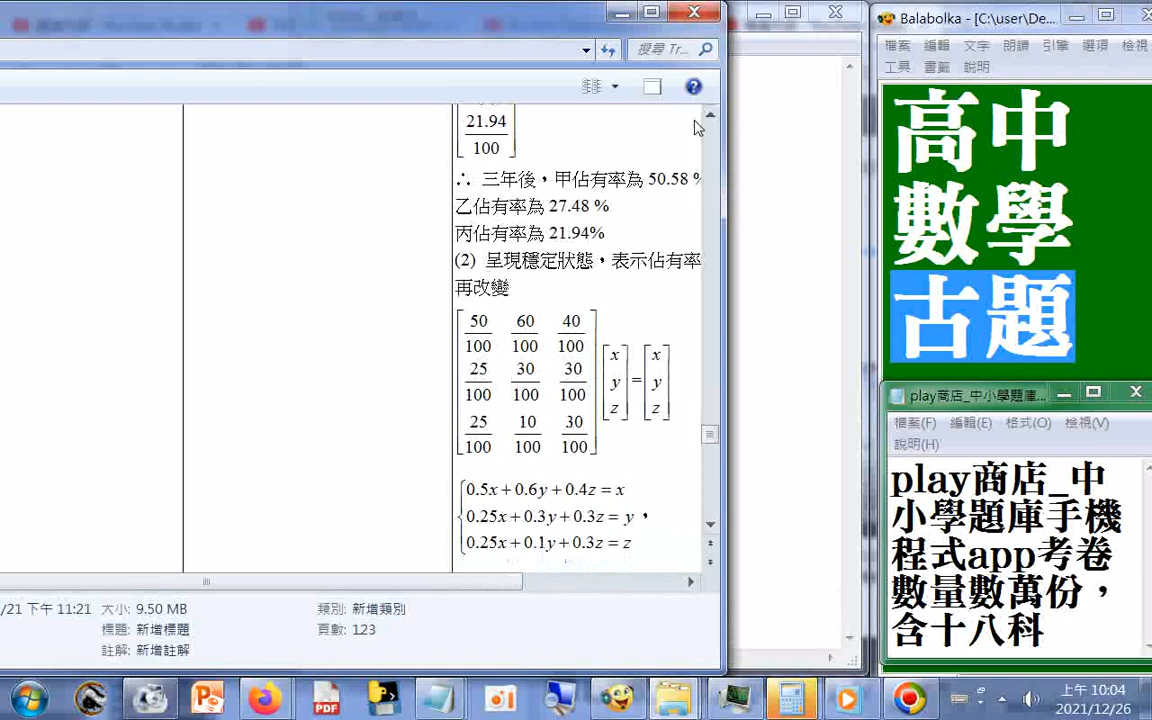 搜尋 Tr...
21.94
100
∴ 三年後，甲佔有率為 50.58 %
乙佔有率為 27.48 %
丙佔有率為 21.94%
(2) 呈現穩定狀態，表示佔有率
再改變
50 60 40
100 100 100
25 30 30
100 100 100
25 10 30
100 100 100
x x
y = y
z z
0.5x+0.6y+0.4z = x
0.25x+0.3y+0.3z = y ，
0.25x+0.1y+0.3z = z
/21 下午 11:21 大小: 9.50 MB 類別: 新增類別
標題: 新增標題 頁數: 123
註解: 新增註解
Balabolka - [C:\user\De...
檔案 編輯 文字 朗讀 引擎 選項 檢視
工具 書籤 說明
高中
數學
古題
play商店_中小學題庫...
檔案(F) 編輯(E) 格式(O) 檢視(V)
說明(H)
play商店_中
小學題庫手機
程式app考卷
數量數萬份，
含十八科
上午 10:04
2021/12/26